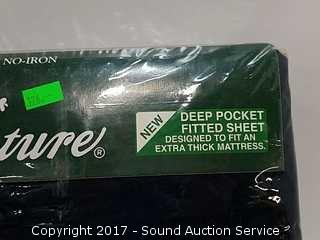 NO-IRON
ture®
NEW
DEEP POCKET
FITTED SHEET
DESIGNED TO FIT AN
EXTRA THICK MATTRESS.
Copyright 2017 - Sound Auction Service